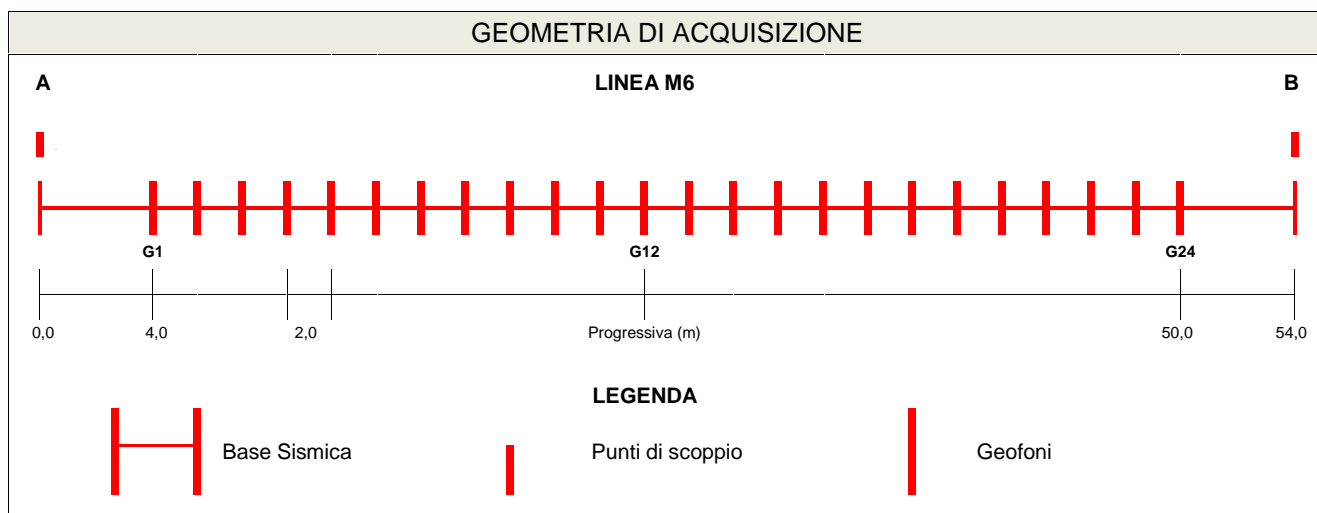 GEOMETRIA DI ACQUISIZIONE
A LINEA M6 B
G1 G12 G24
0,0 4,0 2,0 Progressiva (m) 50,0 54,0
LEGENDA
Base Sismica Punti di scoppio Geofoni